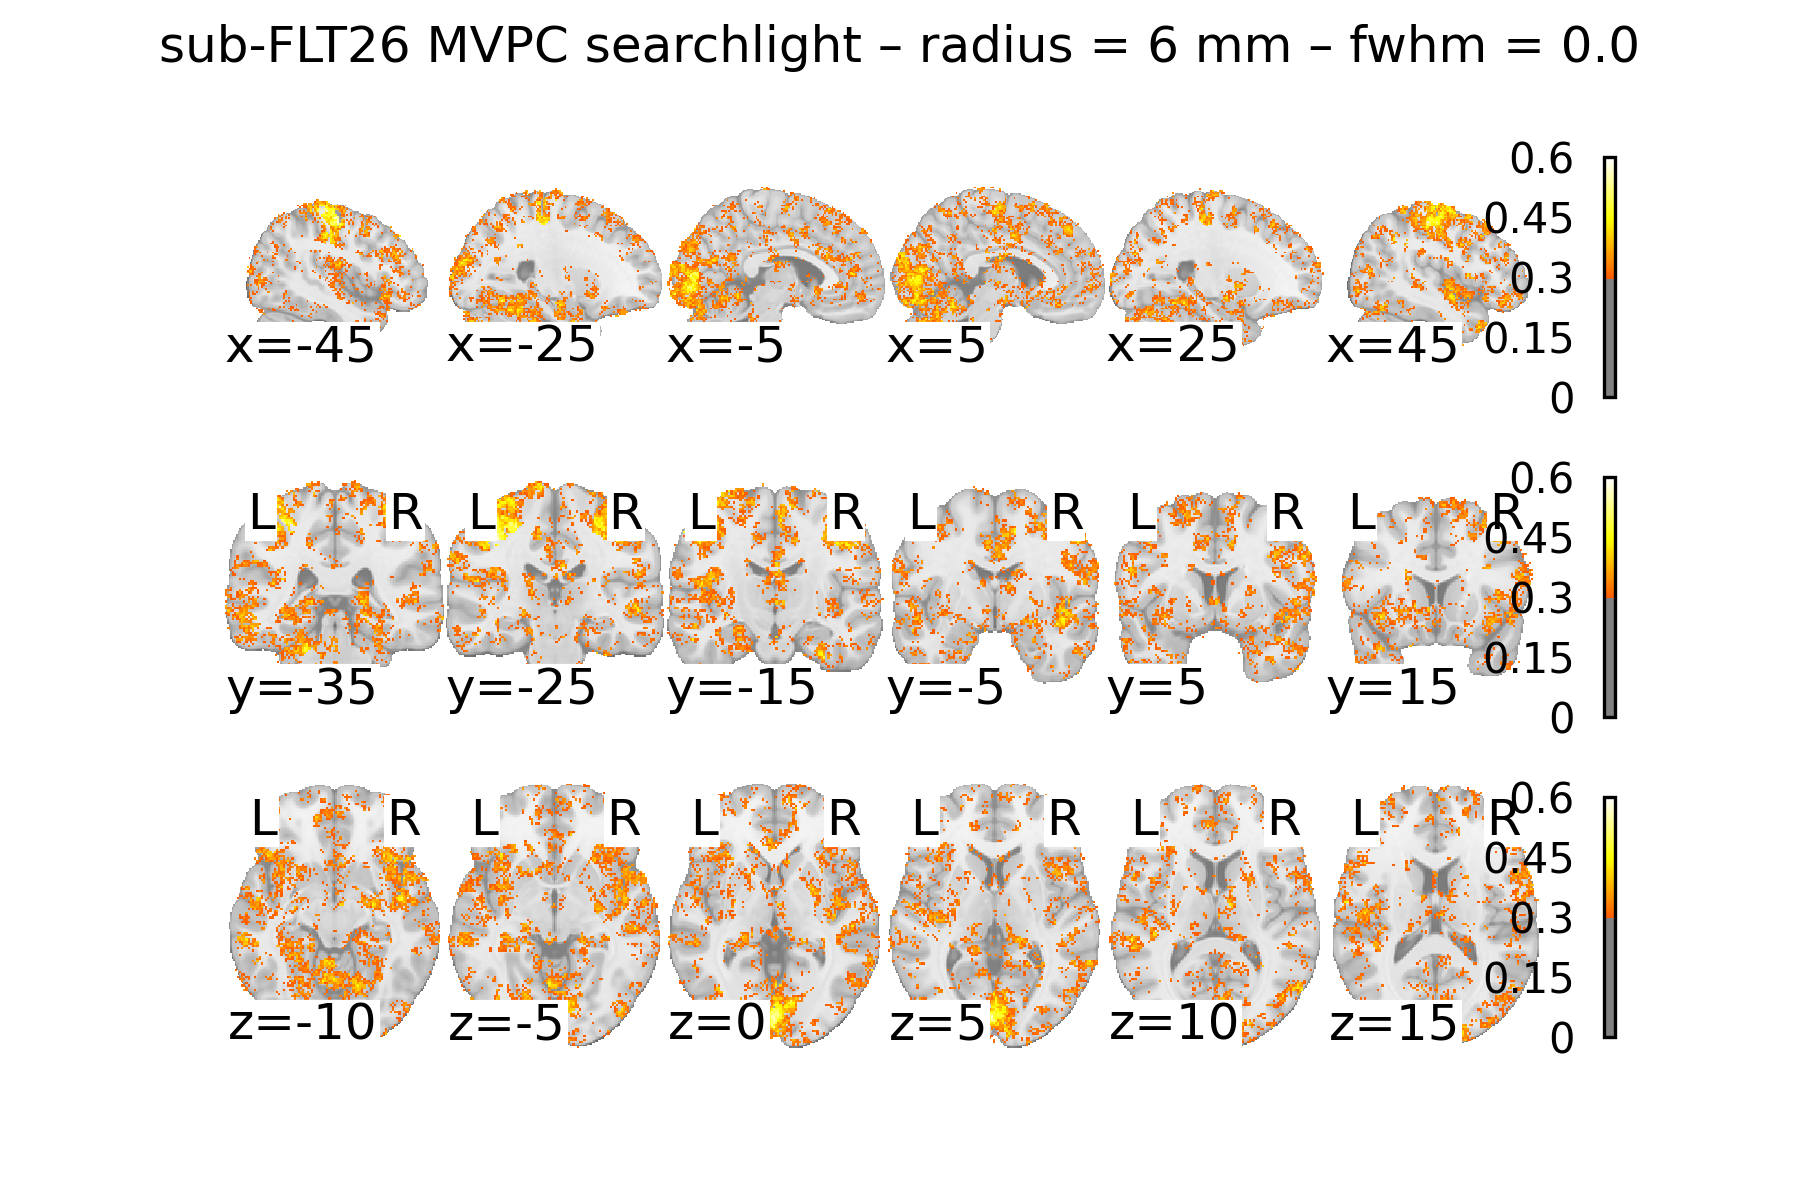 sub-FLT26 MVPC searchlight – radius = 6 mm – fwhm = 0.0
0.6
0.45
0.3
0.15
0
x=-45 x=-25 x=-5 x=5 x=25 x=45
L R L R L R L R L R L R
0.6
0.45
0.3
0.15
0
y=-35 y=-25 y=-15 y=-5 y=5 y=15
L R L R L R L R L R L R
0.6
0.45
0.3
0.15
0
z=-10 z=-5 z=0 z=5 z=10 z=15